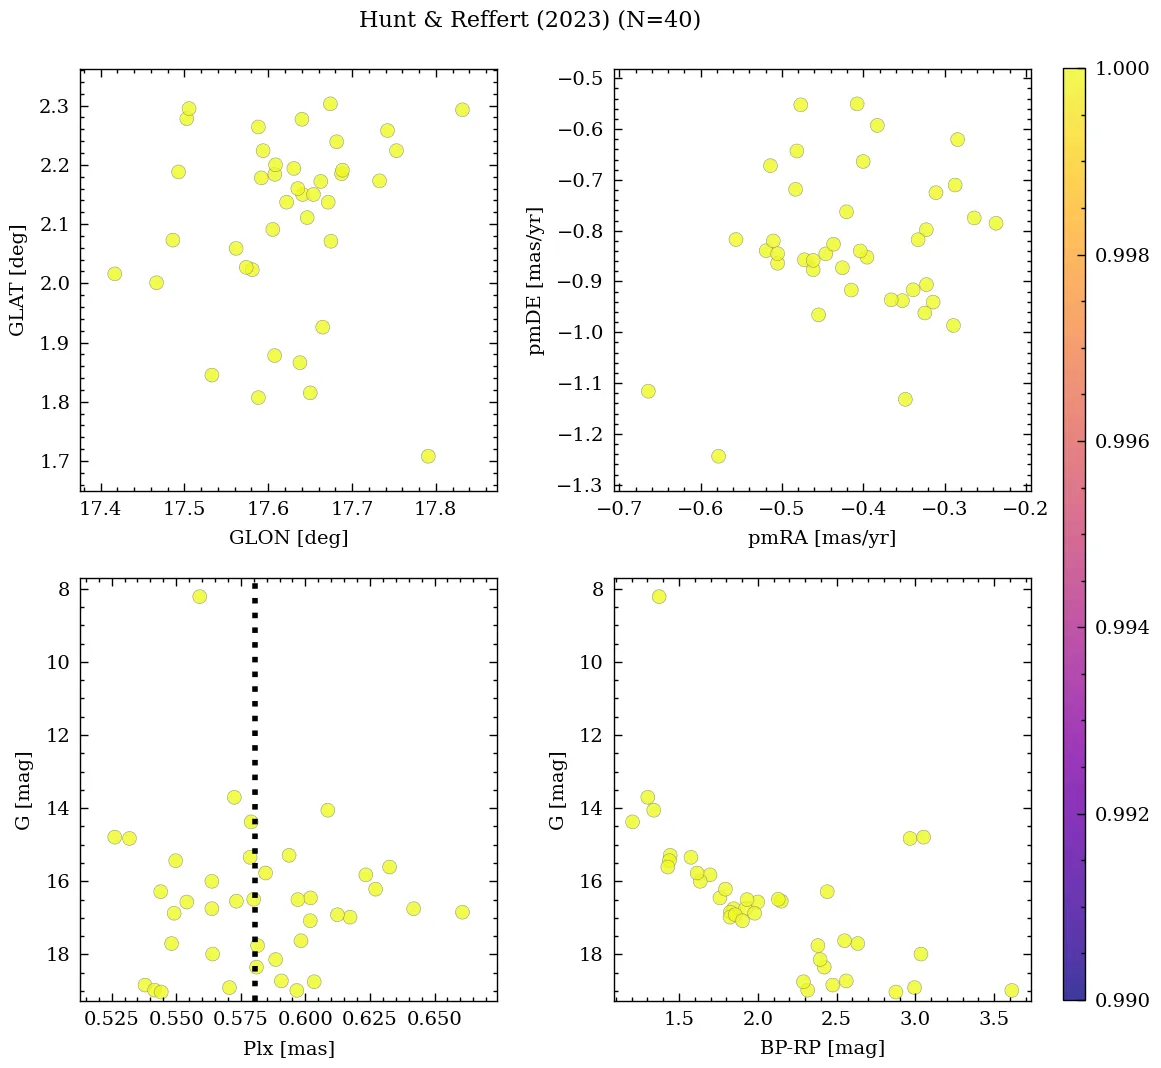 Hunt & Reffert (2023) (N=40)
2.3
2.2
2.1
2.0
1.9
1.8
1.7
GLAT [deg]
17.4 17.5 17.6 17.7 17.8
GLON [deg]
−0.5
−0.6
−0.7
−0.8
−0.9
−1.0
−1.1
−1.2
−1.3
pmDE [mas/yr]
−0.7 −0.6 −0.5 −0.4 −0.3 −0.2
pmRA [mas/yr]
8
10
12
14
16
18
G [mag]
0.525 0.550 0.575 0.600 0.625 0.650
Plx [mas]
8
10
12
14
16
18
G [mag]
1.5 2.0 2.5 3.0 3.5
BP-RP [mag]
1.000
0.998
0.996
0.994
0.992
0.990